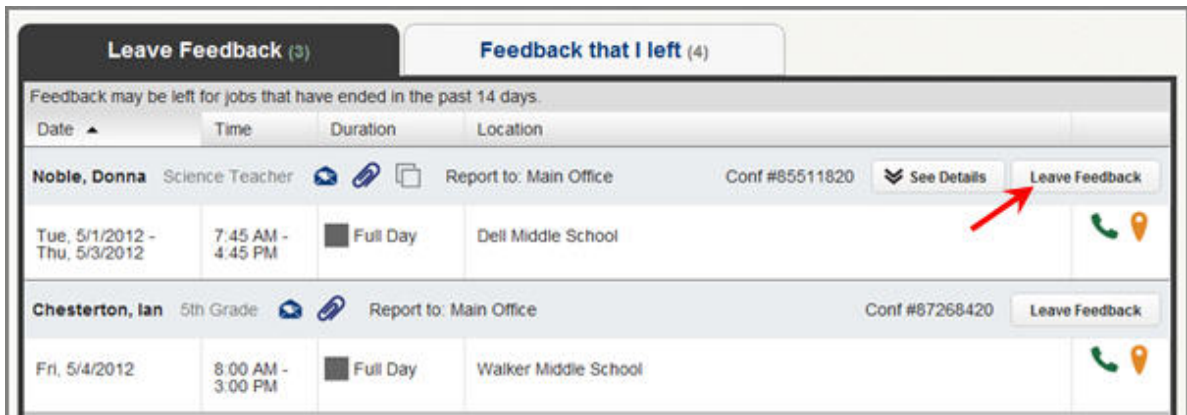 Leave Feedback (3)
Feedback that I left (4)
Feedback may be left for jobs that have ended in the past 14 days.
Date Time Duration Location
Noble, Donna Science Teacher Report to: Main Office Conf #85511820 See Details Leave Feedback
Tue, 5/1/2012 - 7:45 AM - Full Day Dell Middle School
Thu, 5/3/2012 4:45 PM
Chesterton, Ian 5th Grade Report to: Main Office Conf #87268420 Leave Feedback
Fri, 5/4/2012 8:00 AM - Full Day Walker Middle School
3:00 PM